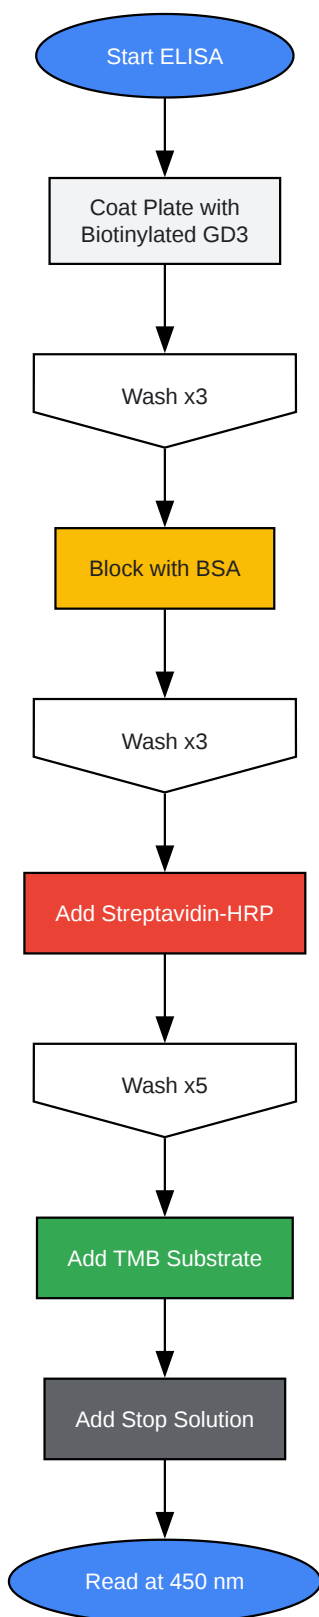 Start ELISA
Coat Plate with
Biotinylated GD3
Wash x3
Block with BSA
Wash x3
Add Streptavidin-HRP
Wash x5
Add TMB Substrate
Add Stop Solution
Read at 450 nm